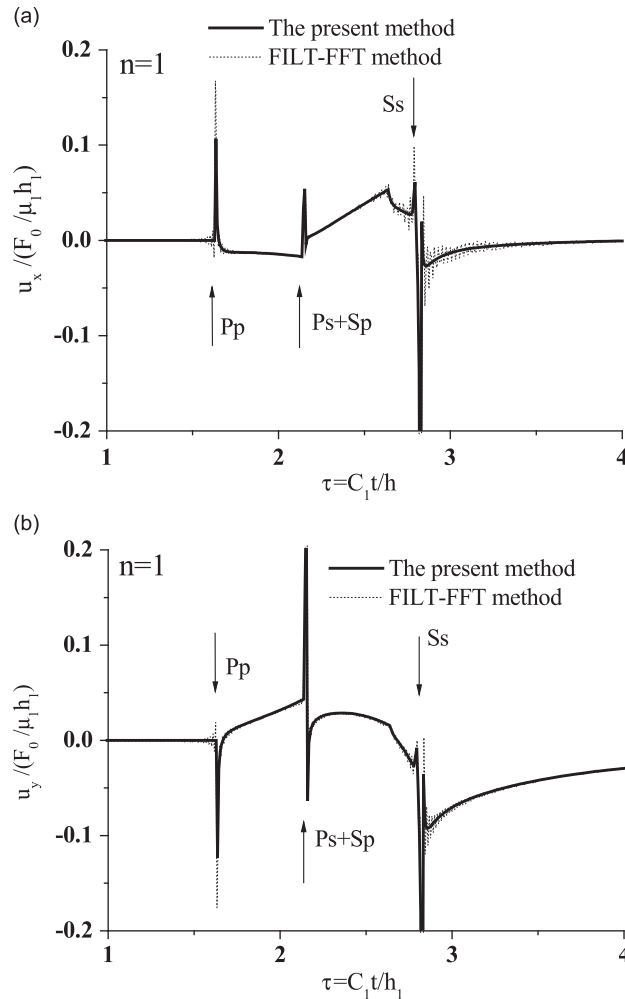 (a)
The present method
FILT-FFT method
n=1
Ss
0.2
0.1
0.0
-0.1
-0.2
u_x/(F_0/μ_1h_1)
Pp
Ps+Sp
1 2 3 4
τ=C_1t/h
(b)
n=1
The present method
FILT-FFT method
Pp
Ss
0.2
0.1
0.0
-0.1
-0.2
u_y/(F_0/μ_1h_1)
Ps+Sp
1 2 3 4
τ=C_1t/h_1